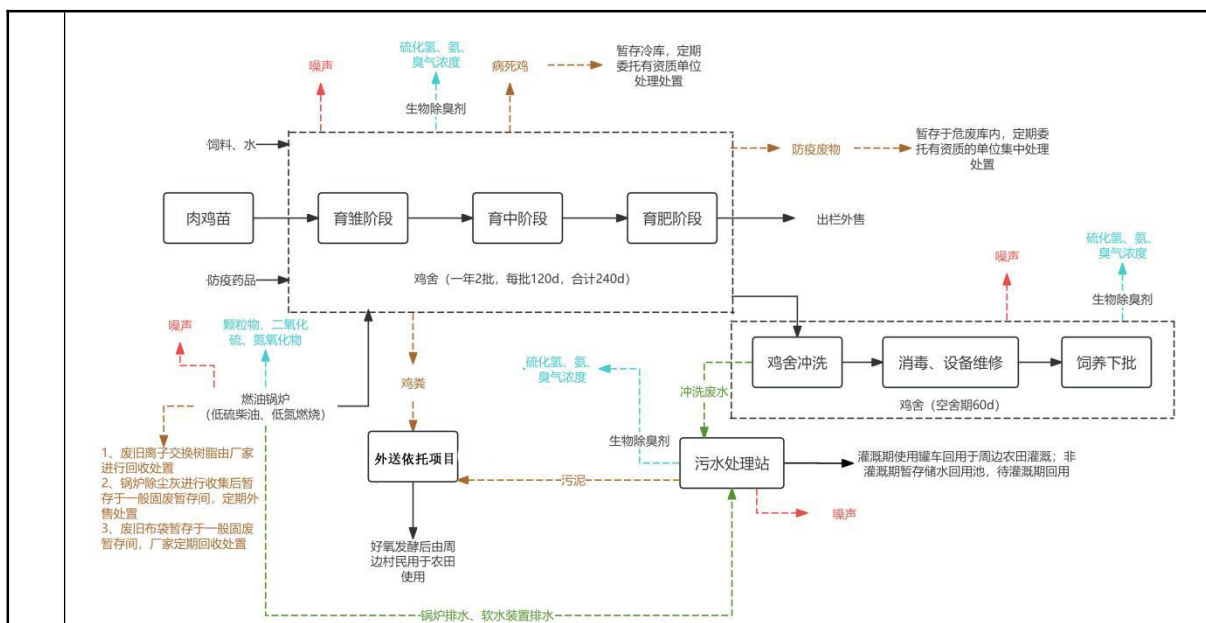 噪声
硫化氢、氨、
臭气浓度
生物除臭剂
病死鸡
暂存冷库，定期
委托有资质单位
处理处置
饲料、水
防疫废物
暂存于危废库内，定期委
托有资质的单位集中处理
处置
肉鸡苗
育雏阶段
育中阶段
育肥阶段
出栏外售
防疫药品
鸡舍（一年2批，每批120d，合计240d）
硫化氢、氨、
臭气浓度
噪声
生物除臭剂
噪声
颗粒物、二氧化
硫、氮氧化物
鸡舍冲洗
消毒、设备维修
饲养下批
鸡舍（空舍期60d）
硫化氢、氨、
臭气浓度
鸡粪
冲洗废水
燃油锅炉
（低硫柴油、低氮燃烧）
生物除臭剂
1、废旧离子交换树脂由厂家
进行回收处置
2、锅炉除尘灰进行收集后暂
存于一般固废暂存间，定期外
售处置
3、废旧布袋暂存于一般固废
暂存间，厂家定期回收处置
外送依托项目
污泥
污水处理站
灌溉期使用罐车回用于周边农田灌溉；非
灌溉期暂存储水回用池，待灌溉期回用
噪声
好氧发酵后由周
边村民用于农田
使用
锅炉排水、软水装置排水